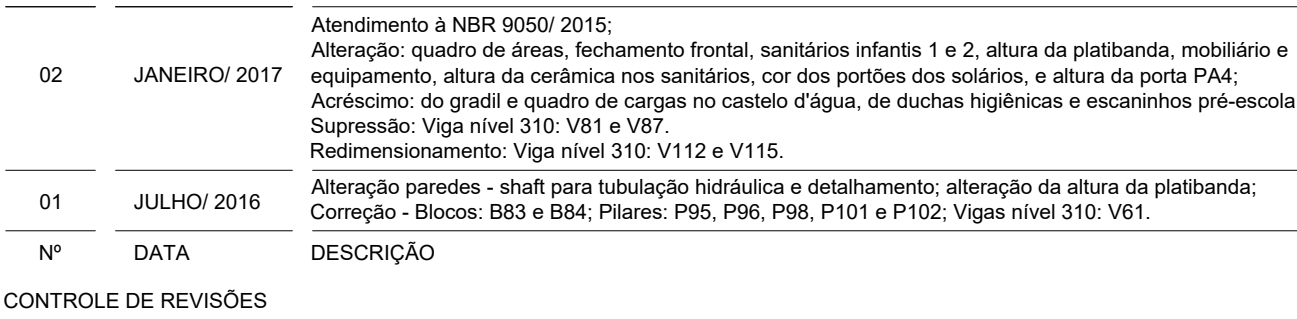 02 JANEIRO/ 2017
Atendimento à NBR 9050/ 2015;
Alteração: quadro de áreas, fechamento frontal, sanitários infantis 1 e 2, altura da platibanda, mobiliário e
equipamento, altura da cerâmica nos sanitários, cor dos portões dos solários, e altura da porta PA4;
Acréscimo: do gradil e quadro de cargas no castelo d'água, de duchas higiênicas e escaninhos pré-escola
Supressão: Viga nível 310: V81 e V87.
Redimensionamento: Viga nível 310: V112 e V115.
01 JULHO/ 2016
Alteração paredes - shaft para tubulação hidráulica e detalhamento; alteração da altura da platibanda;
Correção - Blocos: B83 e B84; Pilares: P95, P96, P98, P101 e P102; Vigas nível 310: V61.
Nº DATA DESCRIÇÃO
CONTROLE DE REVISÕES